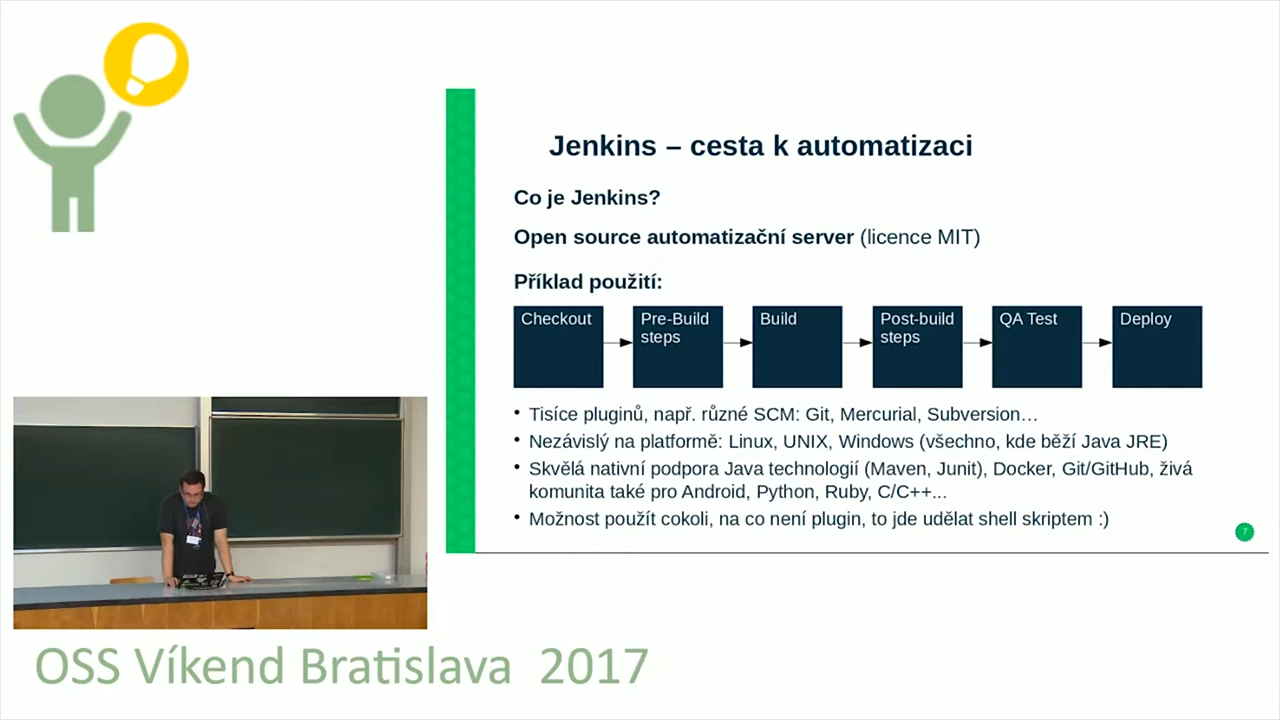 Jenkins – cesta k automatizaci
Co je Jenkins?
Open source automatizační server (licence MIT)
Příklad použití:
Checkout
Pre-Build
steps
Build
Post-build
steps
QA Test
Deploy
• Tisíce pluginů, např. různé SCM: Git, Mercurial, Subversion…
• Nezávislý na platformě: Linux, UNIX, Windows (všechno, kde běží Java JRE)
• Skvělá nativní podpora Java technologií (Maven, Junit), Docker, Git/GitHub, živá
komunita také pro Android, Python, Ruby, C/C++...
• Možnost použít cokoli, na co není plugin, to jde udělat shell skriptem :)
7
OSS Víkend Bratislava 2017